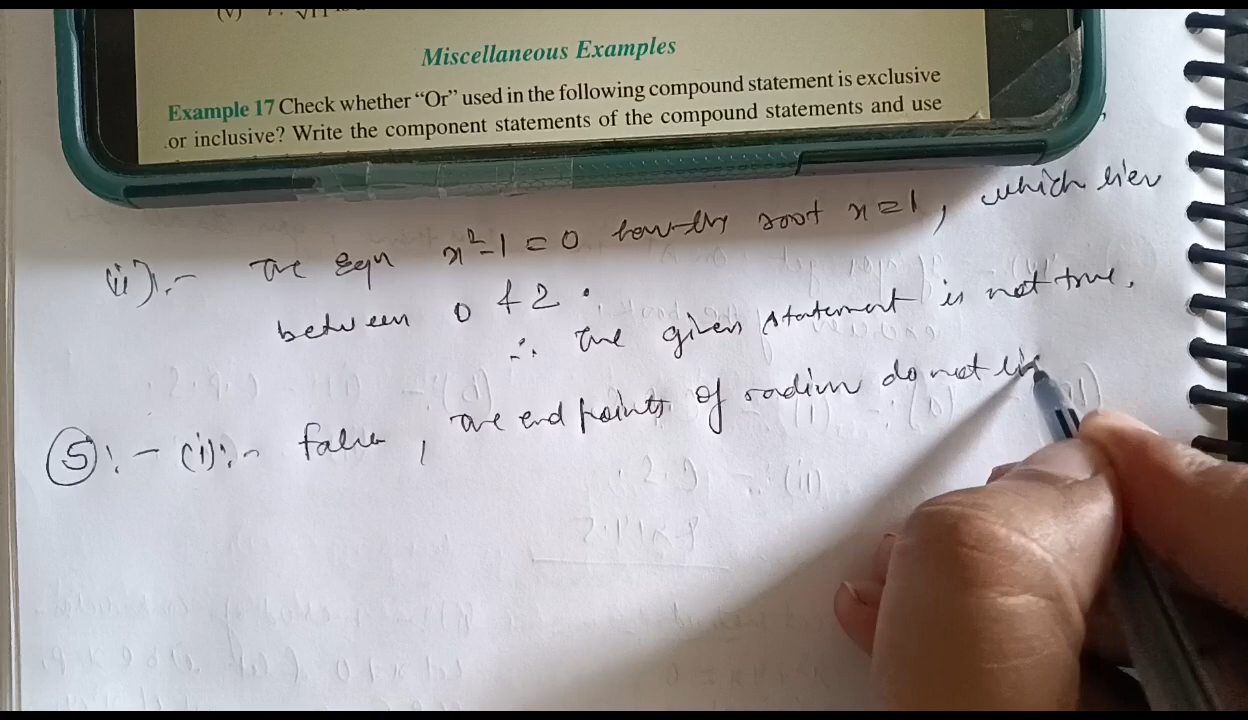 (v)
Miscellaneous Examples
Example 17 Check whether “Or” used in the following compound statement is exclusive
or inclusive? Write the component statements of the compound statements and use
(ii):- The Eqn x²-1 = 0 has the root x=1, which lies
between 0 & 2.
∴ The given statement is not true.
(5):- (i):- false, The end points of radius do not lie